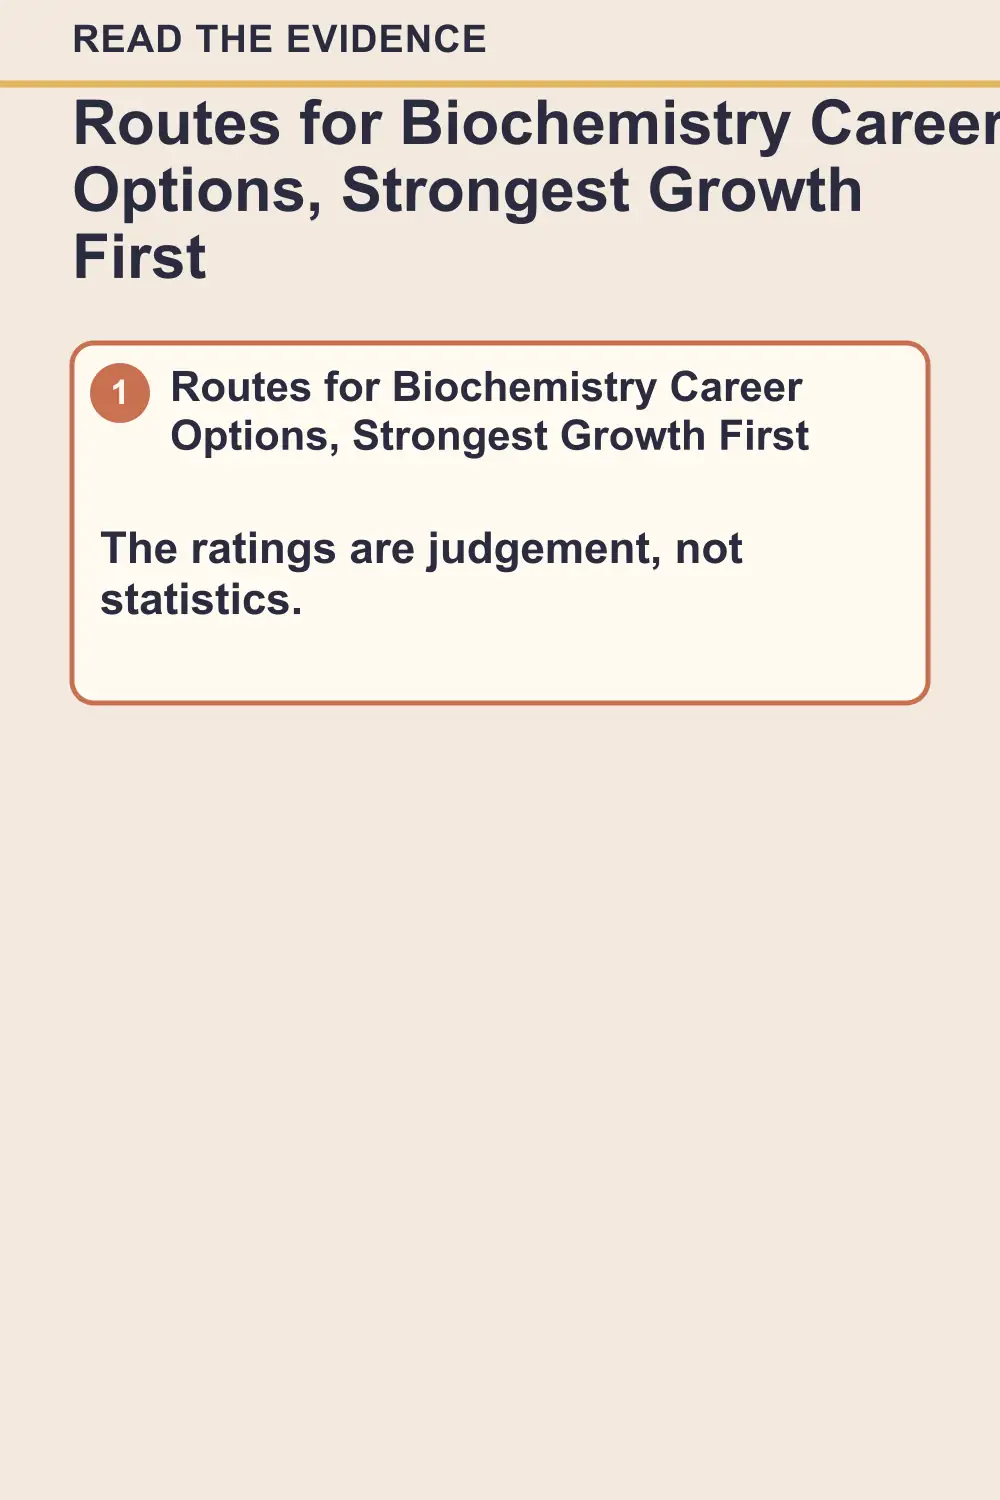 READ THE EVIDENCE
Routes for Biochemistry Career
Options, Strongest Growth
First
1
Routes for Biochemistry Career
Options, Strongest Growth First
The ratings are judgement, not
statistics.